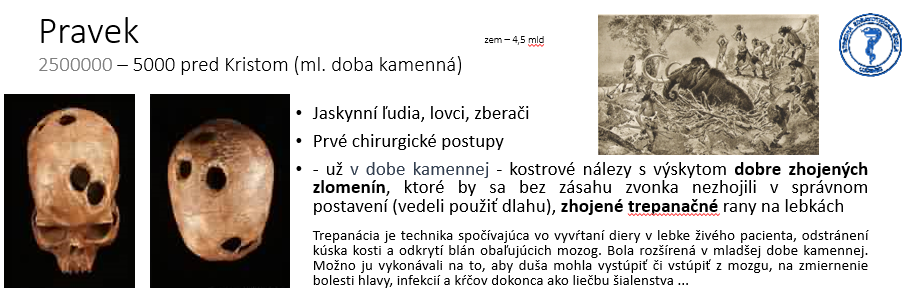 Pravek
zem – 4,5 mld
2500000 – 5000 pred Kristom (ml. doba kamenná)
• Jaskynní ľudia, lovci, zberači
• Prvé chirurgické postupy
• - už v dobe kamennej - kostrové nálezy s výskytom dobre zhojených
zlomenín, ktoré by sa bez zásahu zvonka nezhojili v správnom
postavení (vedeli použiť dlahu), zhojené trepanačné rany na lebkách
Trepanácia je technika spočívajúca vo vyvŕtaní diery v lebke živého pacienta, odstránení
kúska kosti a odkrytí blán obaľujúcich mozog. Bola rozšírená v mladšej dobe kamennej.
Možno ju vykonávali na to, aby duša mohla vystúpiť či vstúpiť z mozgu, na zmiernenie
bolesti hlavy, infekcií a kŕčov dokonca ako liečbu šialenstva ...